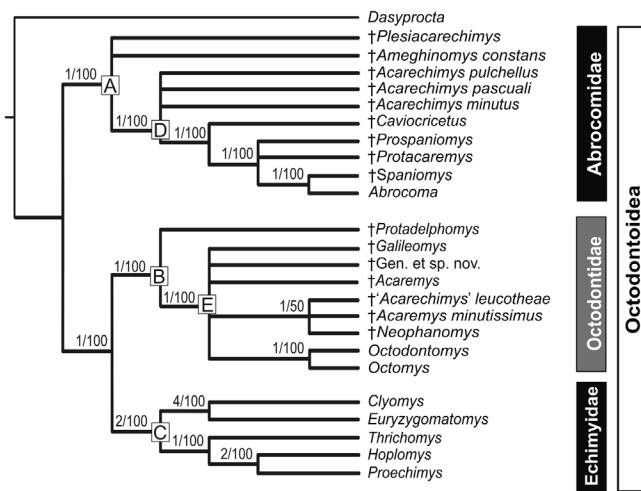 Dasyprocta
†Plesiacarechimys
†Ameghinomys constans
1/100
A
†Acarechimys pulchellus
†Acarechimys pascuali
†Acarechimys minutus
1/100
D
†Caviocricetus
1/100
†Prospaniomys
1/100
†Protacaremys
†Spaniomys
1/100
Abrocoma
Abrocomidae
†Protadelphomys
†Galileomys
1/100
B
†Gen. et sp. nov.
†Acaremys
1/100
E
†'Acarechimys' leucotheae
1/50
†Acaremys minutissimus
†Neophanomys
1/100
1/100
Octodontomys
Octomys
Octodontidae
Clyomys
4/100
Euryzygomatomys
2/100
C
Thrichomys
1/100
Hoplomys
2/100
Proechimys
Echimyidae
Octodontoidea